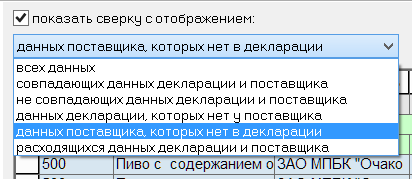 показать сверку с отображением:
данных поставщика, которых нет в декларации
всех данных
совпадающих данных декларации и поставщика
не совпадающих данных декларации и поставщика
данных декларации, которых нет у поставщика
данных поставщика, которых нет в декларации
расходящихся данных декларации и поставщика
500 Пиво с содержанием о ЗАО МПБК "Очако